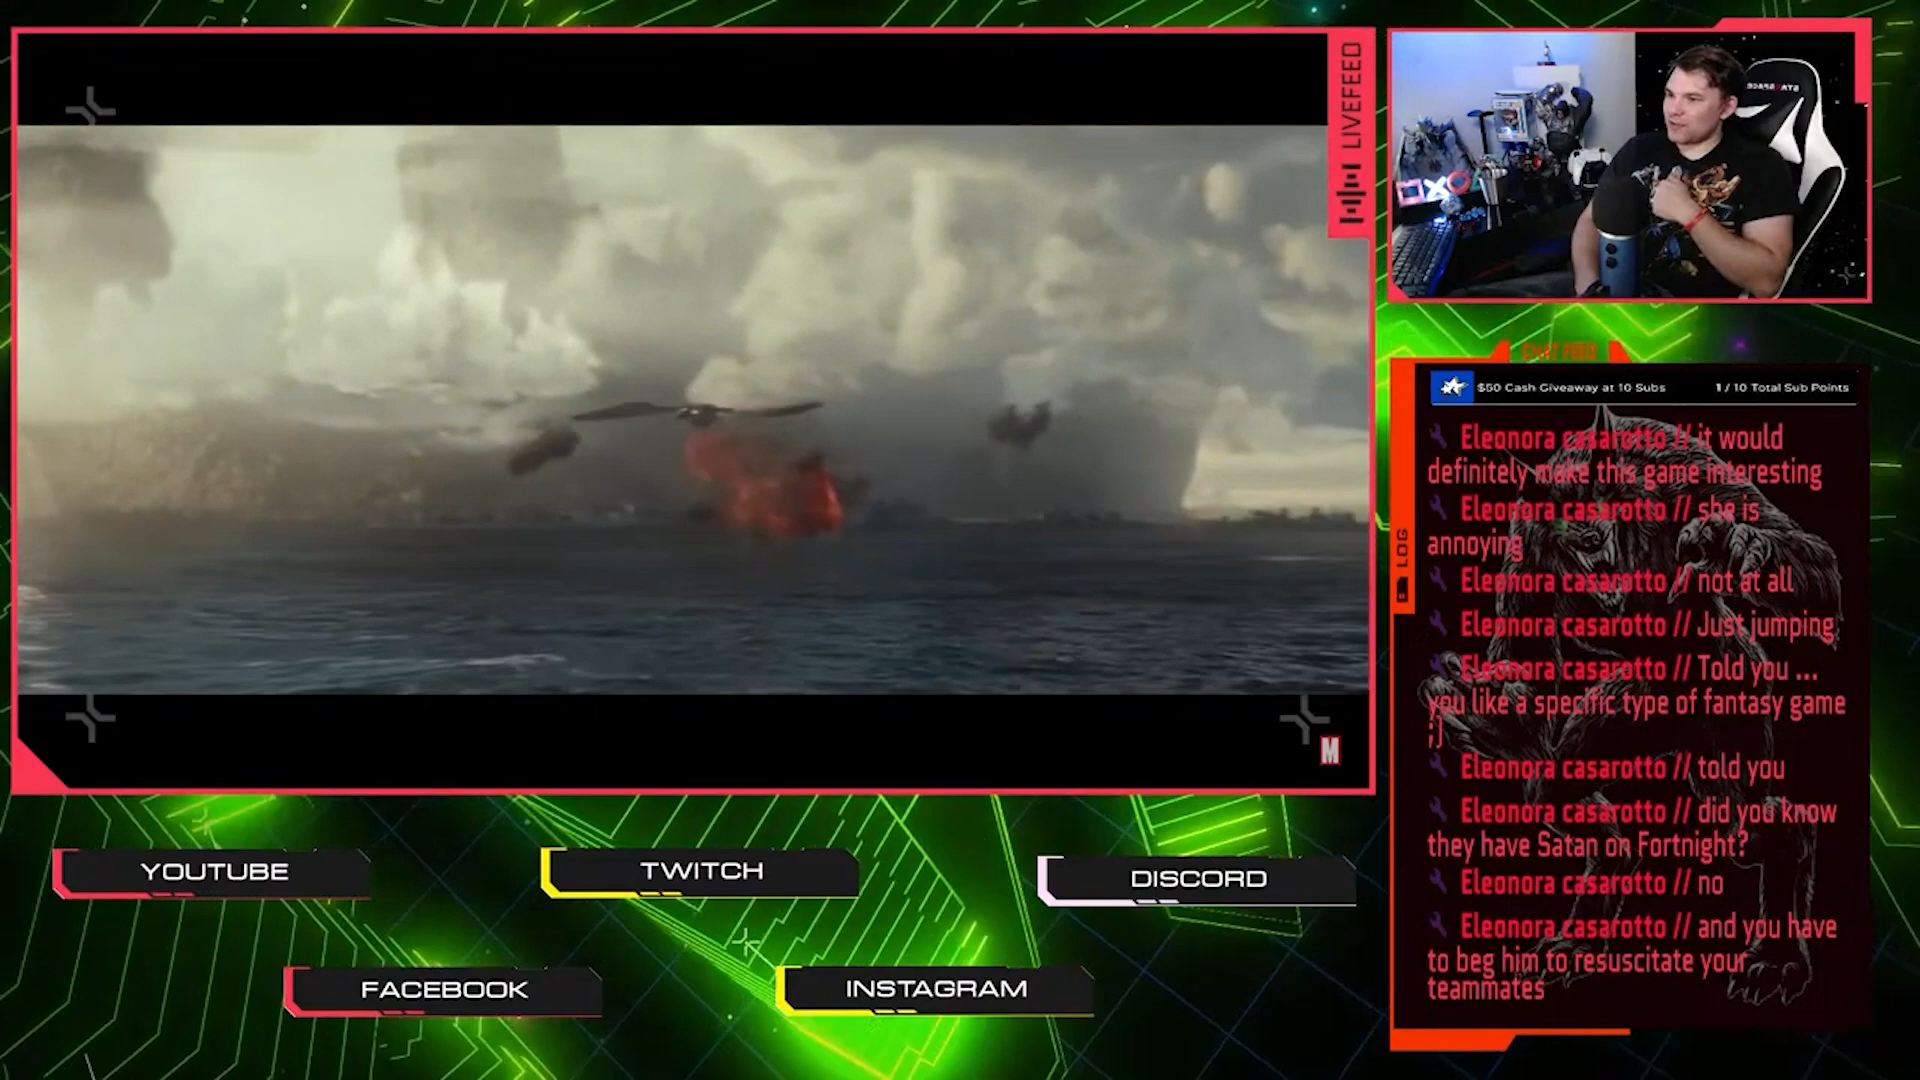 LIVEFEED
M
CHAT FEED
$50 Cash Giveaway at 10 Subs
1 / 10 Total Sub Points
LOG
Eleonora casarotto // it would
definitely make this game interesting
Eleonora casarotto // she is
annoying
Eleonora casarotto // not at all
Eleonora casarotto // Just jumping
Eleonora casarotto // Told you ...
you like a specific type of fantasy game
;)
Eleonora casarotto // told you
Eleonora casarotto // did you know
they have Satan on Fortnight?
Eleonora casarotto // no
Eleonora casarotto // and you have
to beg him to resuscitate your
teammates
YOUTUBE
TWITCH
DISCORD
FACEBOOK
INSTAGRAM